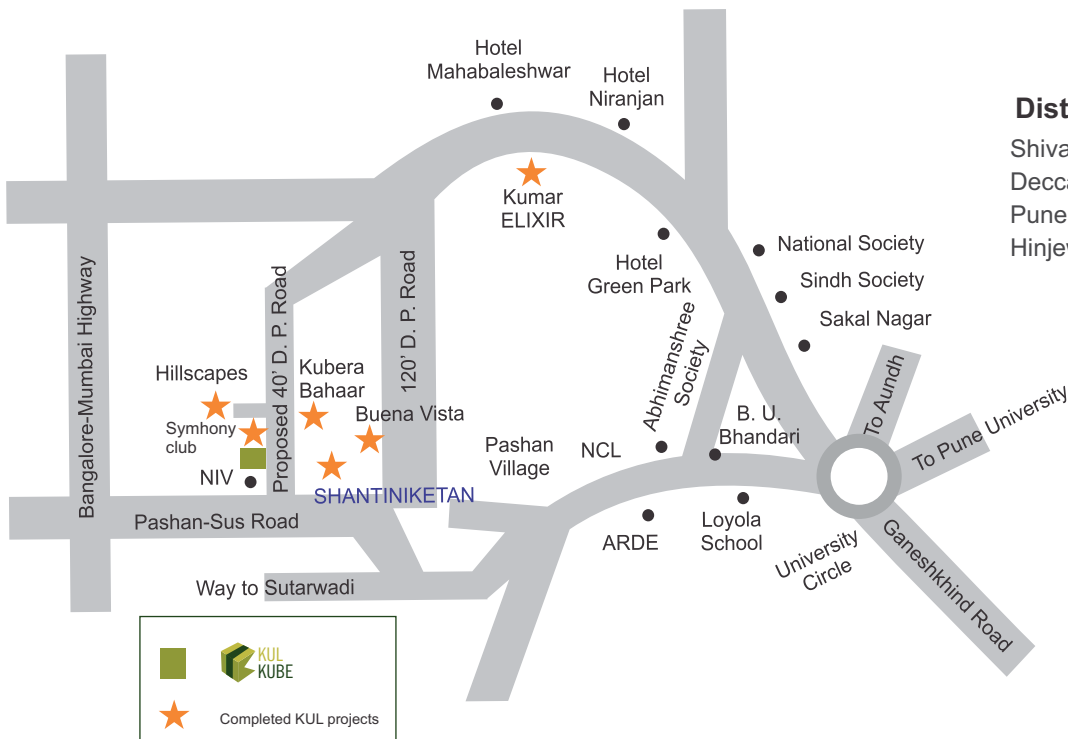 Hotel
Mahabaleshwar
Hotel
Niranjan
Kumar
ELIXIR
Hotel
Green Park
National Society
Sindh Society
Sakal Nagar
Bangalore-Mumbai Highway
Proposed 40' D. P. Road
120' D. P. Road
Hillscapes
Symhony
club
NIV
Kubera
Bahaar
Buena Vista
SHANTINIKETAN
Pashan-Sus Road
Way to Sutarwadi
Pashan
Village
NCL
Abhimanshree
Society
B. U.
Bhandari
ARDE
Loyola
School
University
Circle
To Aundh
To Pune University
Ganeshkhind Road
KUL
KUBE
Completed KUL projects
Dist
Shiva
Decca
Pune
Hinjew